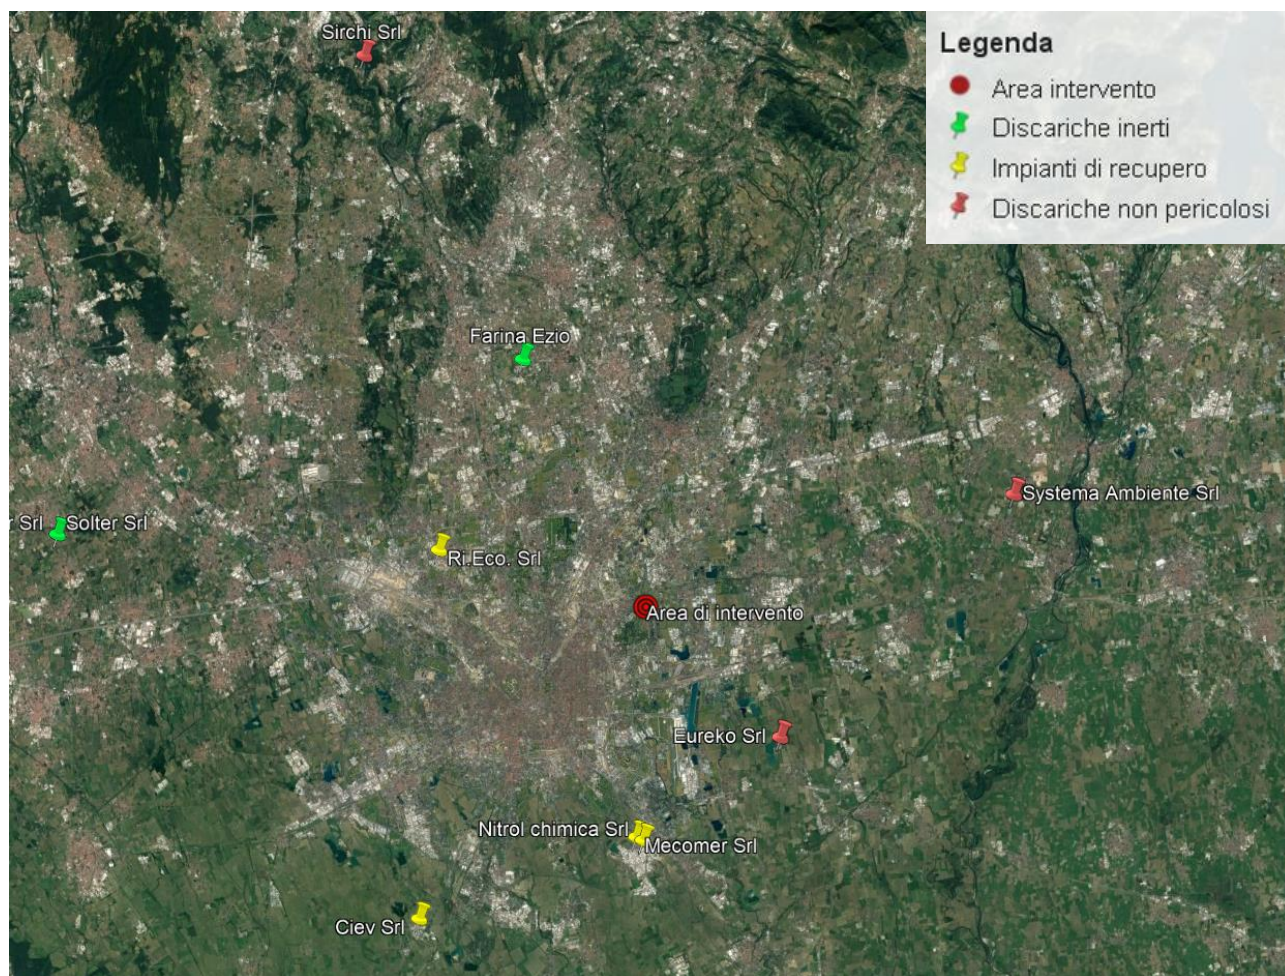 Sirchi Srl
Legenda
Area intervento
Discariche inerti
Impianti di recupero
Discariche non pericolosi
Farina Ezio
Systema Ambiente Srl
r Srl
Solter Srl
Ri.Eco. Srl
Area di intervento
Eureko Srl
Nitrol chimica Srl
Mecomer Srl
Ciev Srl